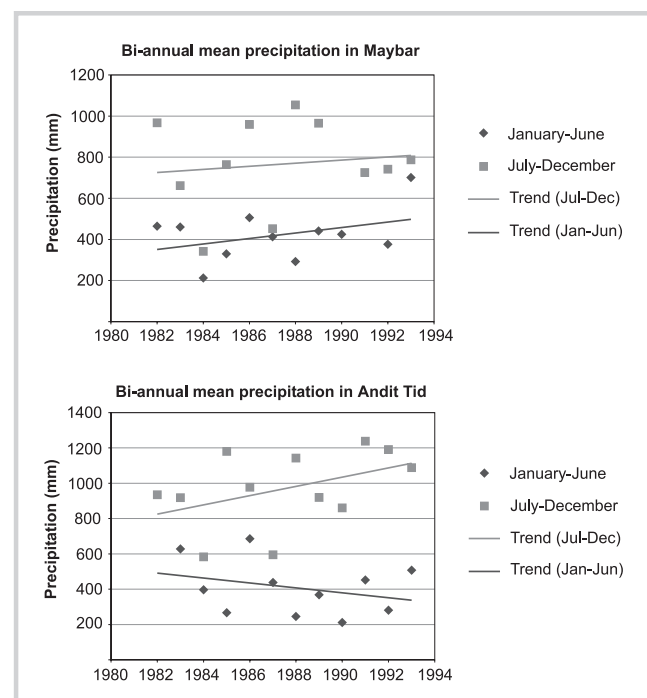 Bi-annual mean precipitation in Maybar
1200
1000
800
600
400
200
Precipitation (mm)
1980 1982 1984 1986 1987 1990 1991 1992 1994
January-June
July-December
Trend (Jul-Dec)
Trend (Jan-Jun)
Bi-annual mean precipitation in Andit Tid
1400
1200
1000
800
600
400
200
Precipitation (mm)
1980 1982 1984 1986 1988 1990 1992 1994
January-June
July-December
Trend (Jul-Dec)
Trend (Jan-Jun)